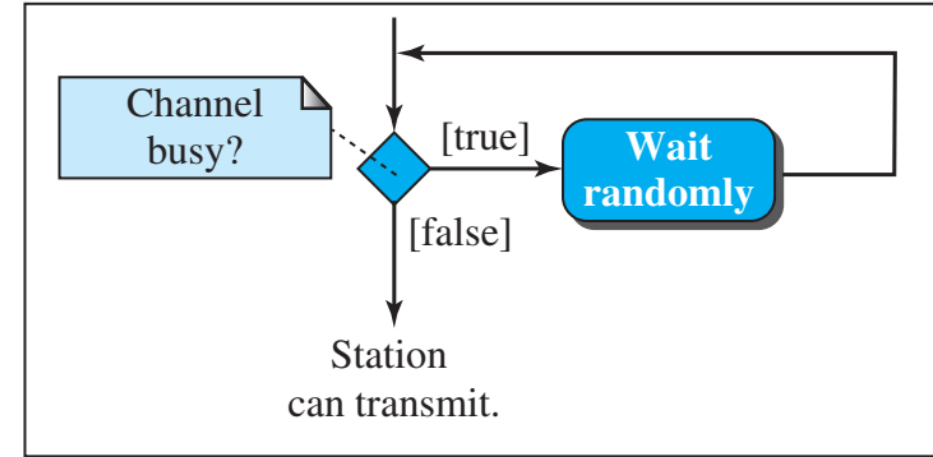 Channel
busy?
[true]
Wait
randomly
[false]
Station
can transmit.